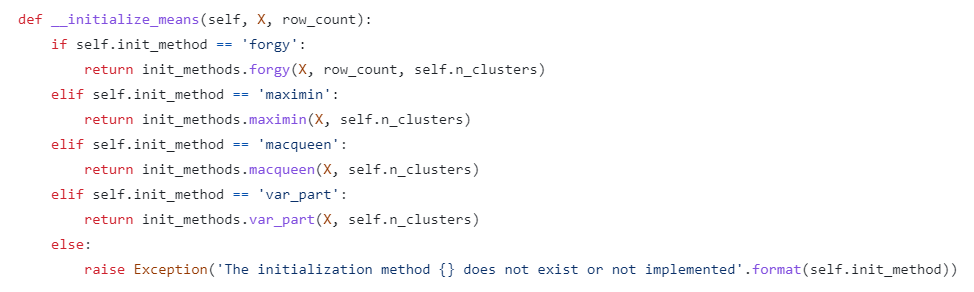 def __initialize_means(self, X, row_count):
    if self.init_method == 'forgy':
        return init_methods.forgy(X, row_count, self.n_clusters)
    elif self.init_method == 'maximin':
        return init_methods.maximin(X, self.n_clusters)
    elif self.init_method == 'macqueen':
        return init_methods.macqueen(X, self.n_clusters)
    elif self.init_method == 'var_part':
        return init_methods.var_part(X, self.n_clusters)
    else:
        raise Exception('The initialization method {} does not exist or not implemented'.format(self.init_method))